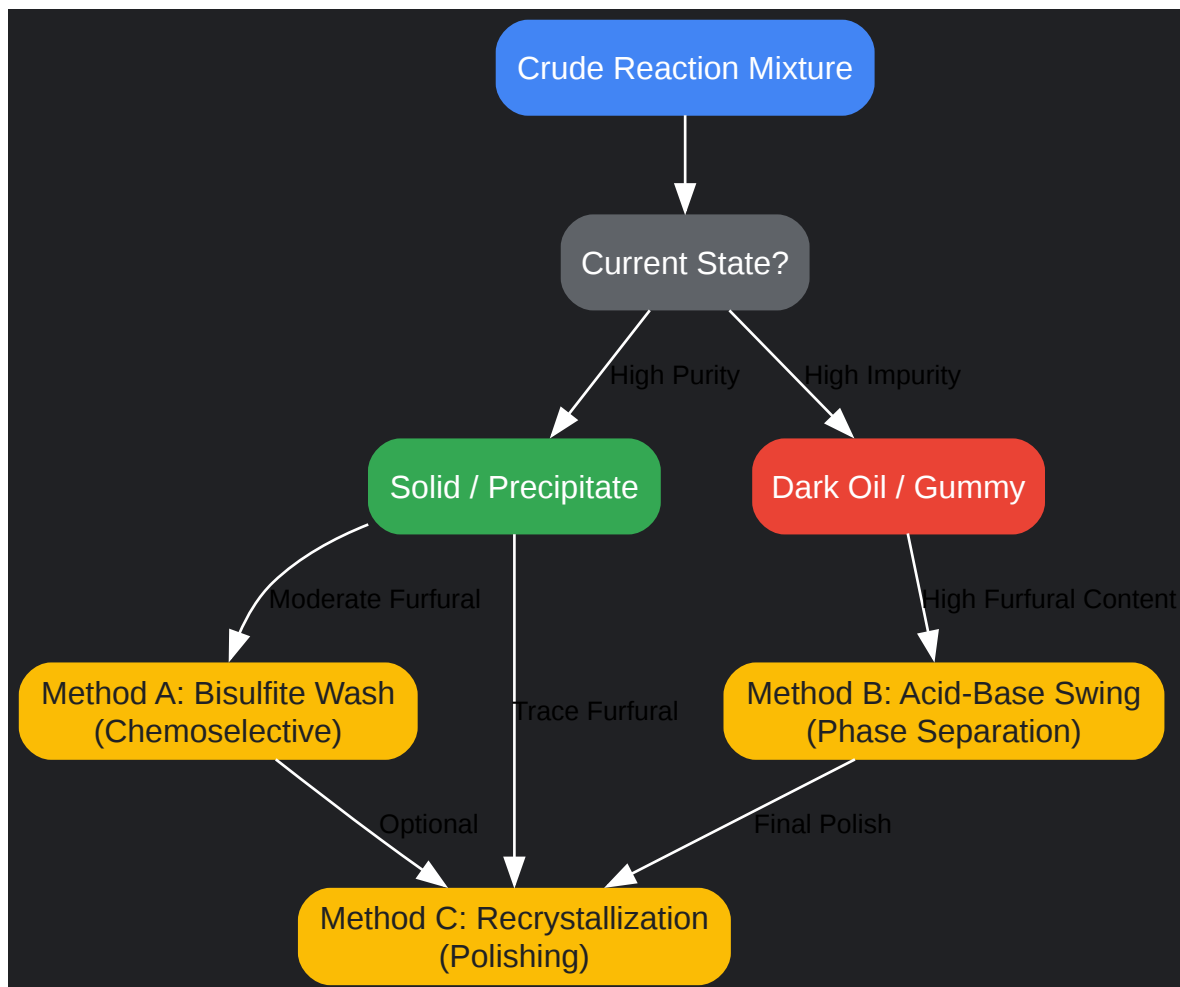 Crude Reaction Mixture
Current State?
High Purity
High Impurity
Solid / Precipitate
Dark Oil / Gummy
Moderate Furfural
High Furfural Content
Method A: Bisulfite Wash
(Chemoselective)
Trace Furfural
Method B: Acid-Base Swing
(Phase Separation)
Optional
Final Polish
Method C: Recrystallization
(Polishing)